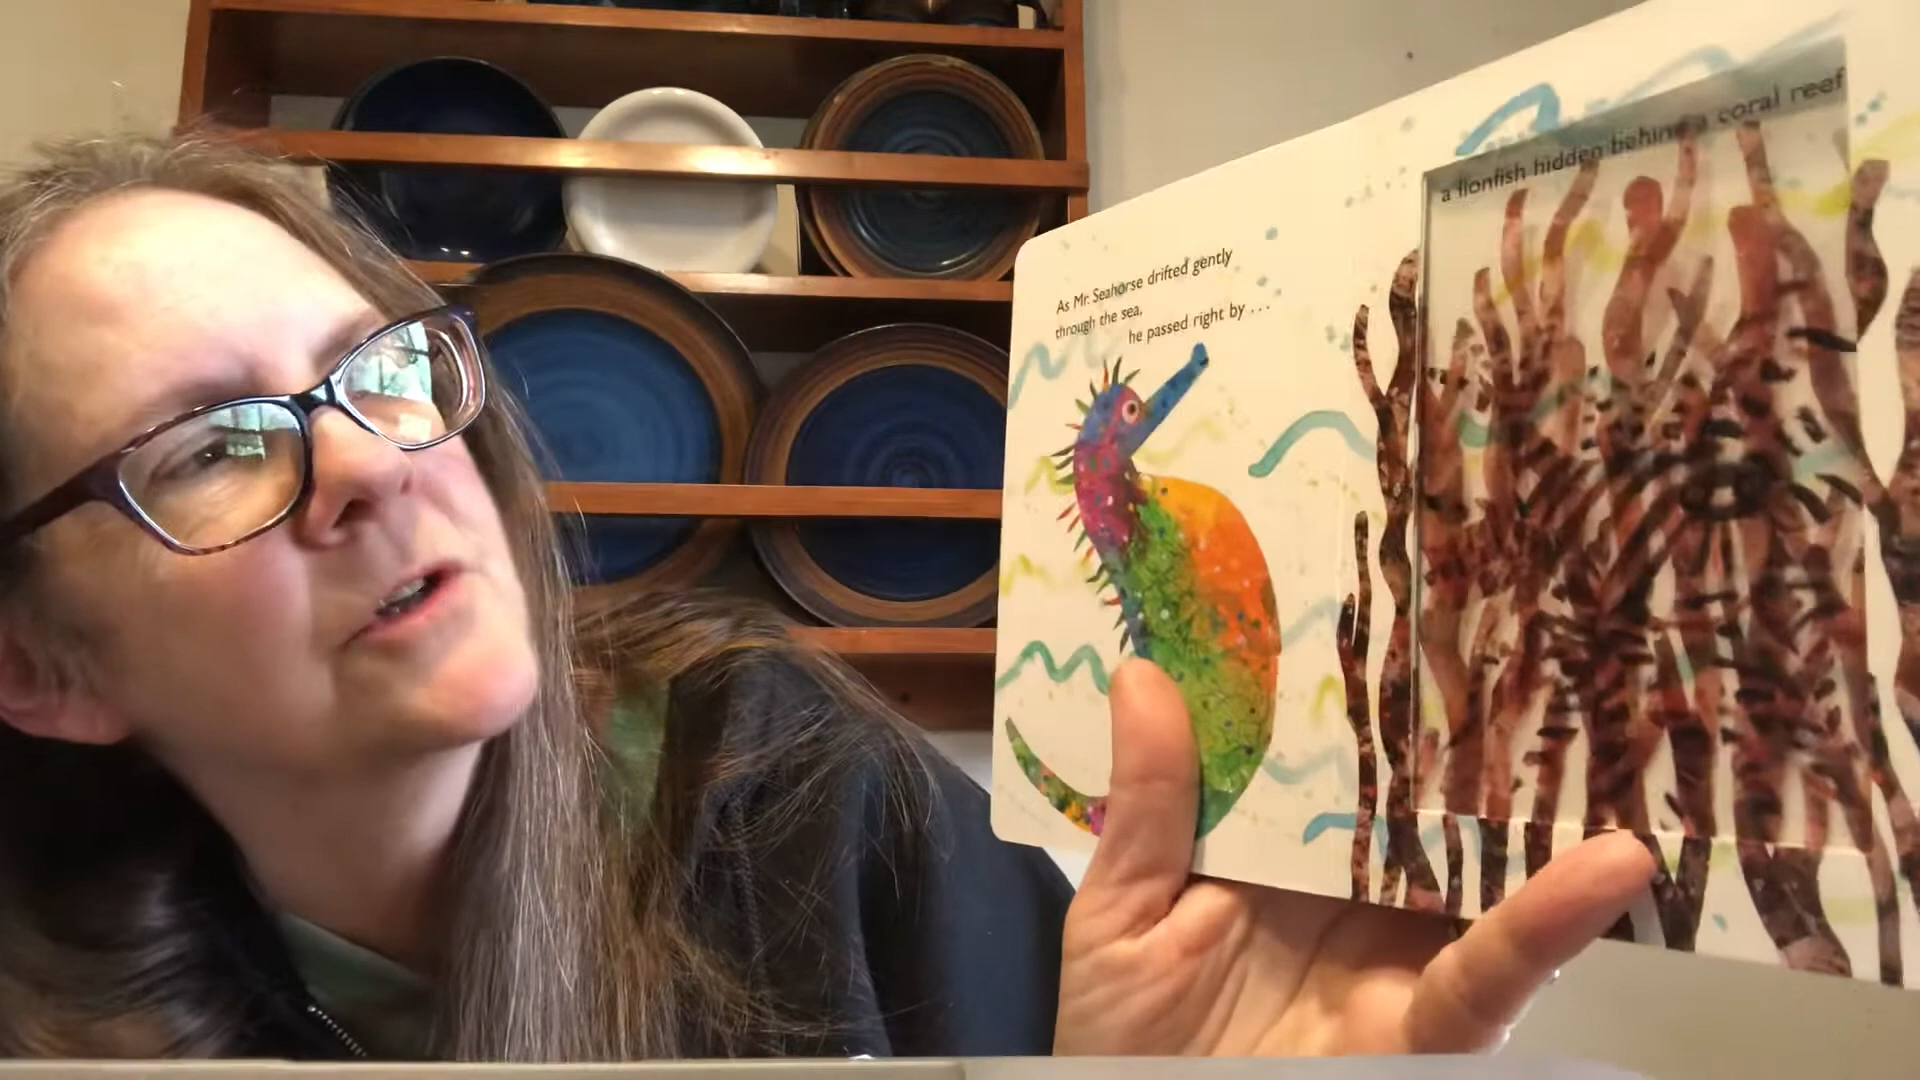 As Mr. Seahorse drifted gently
through the sea,
he passed right by . . .
a lionfish hidden behind a coral reef